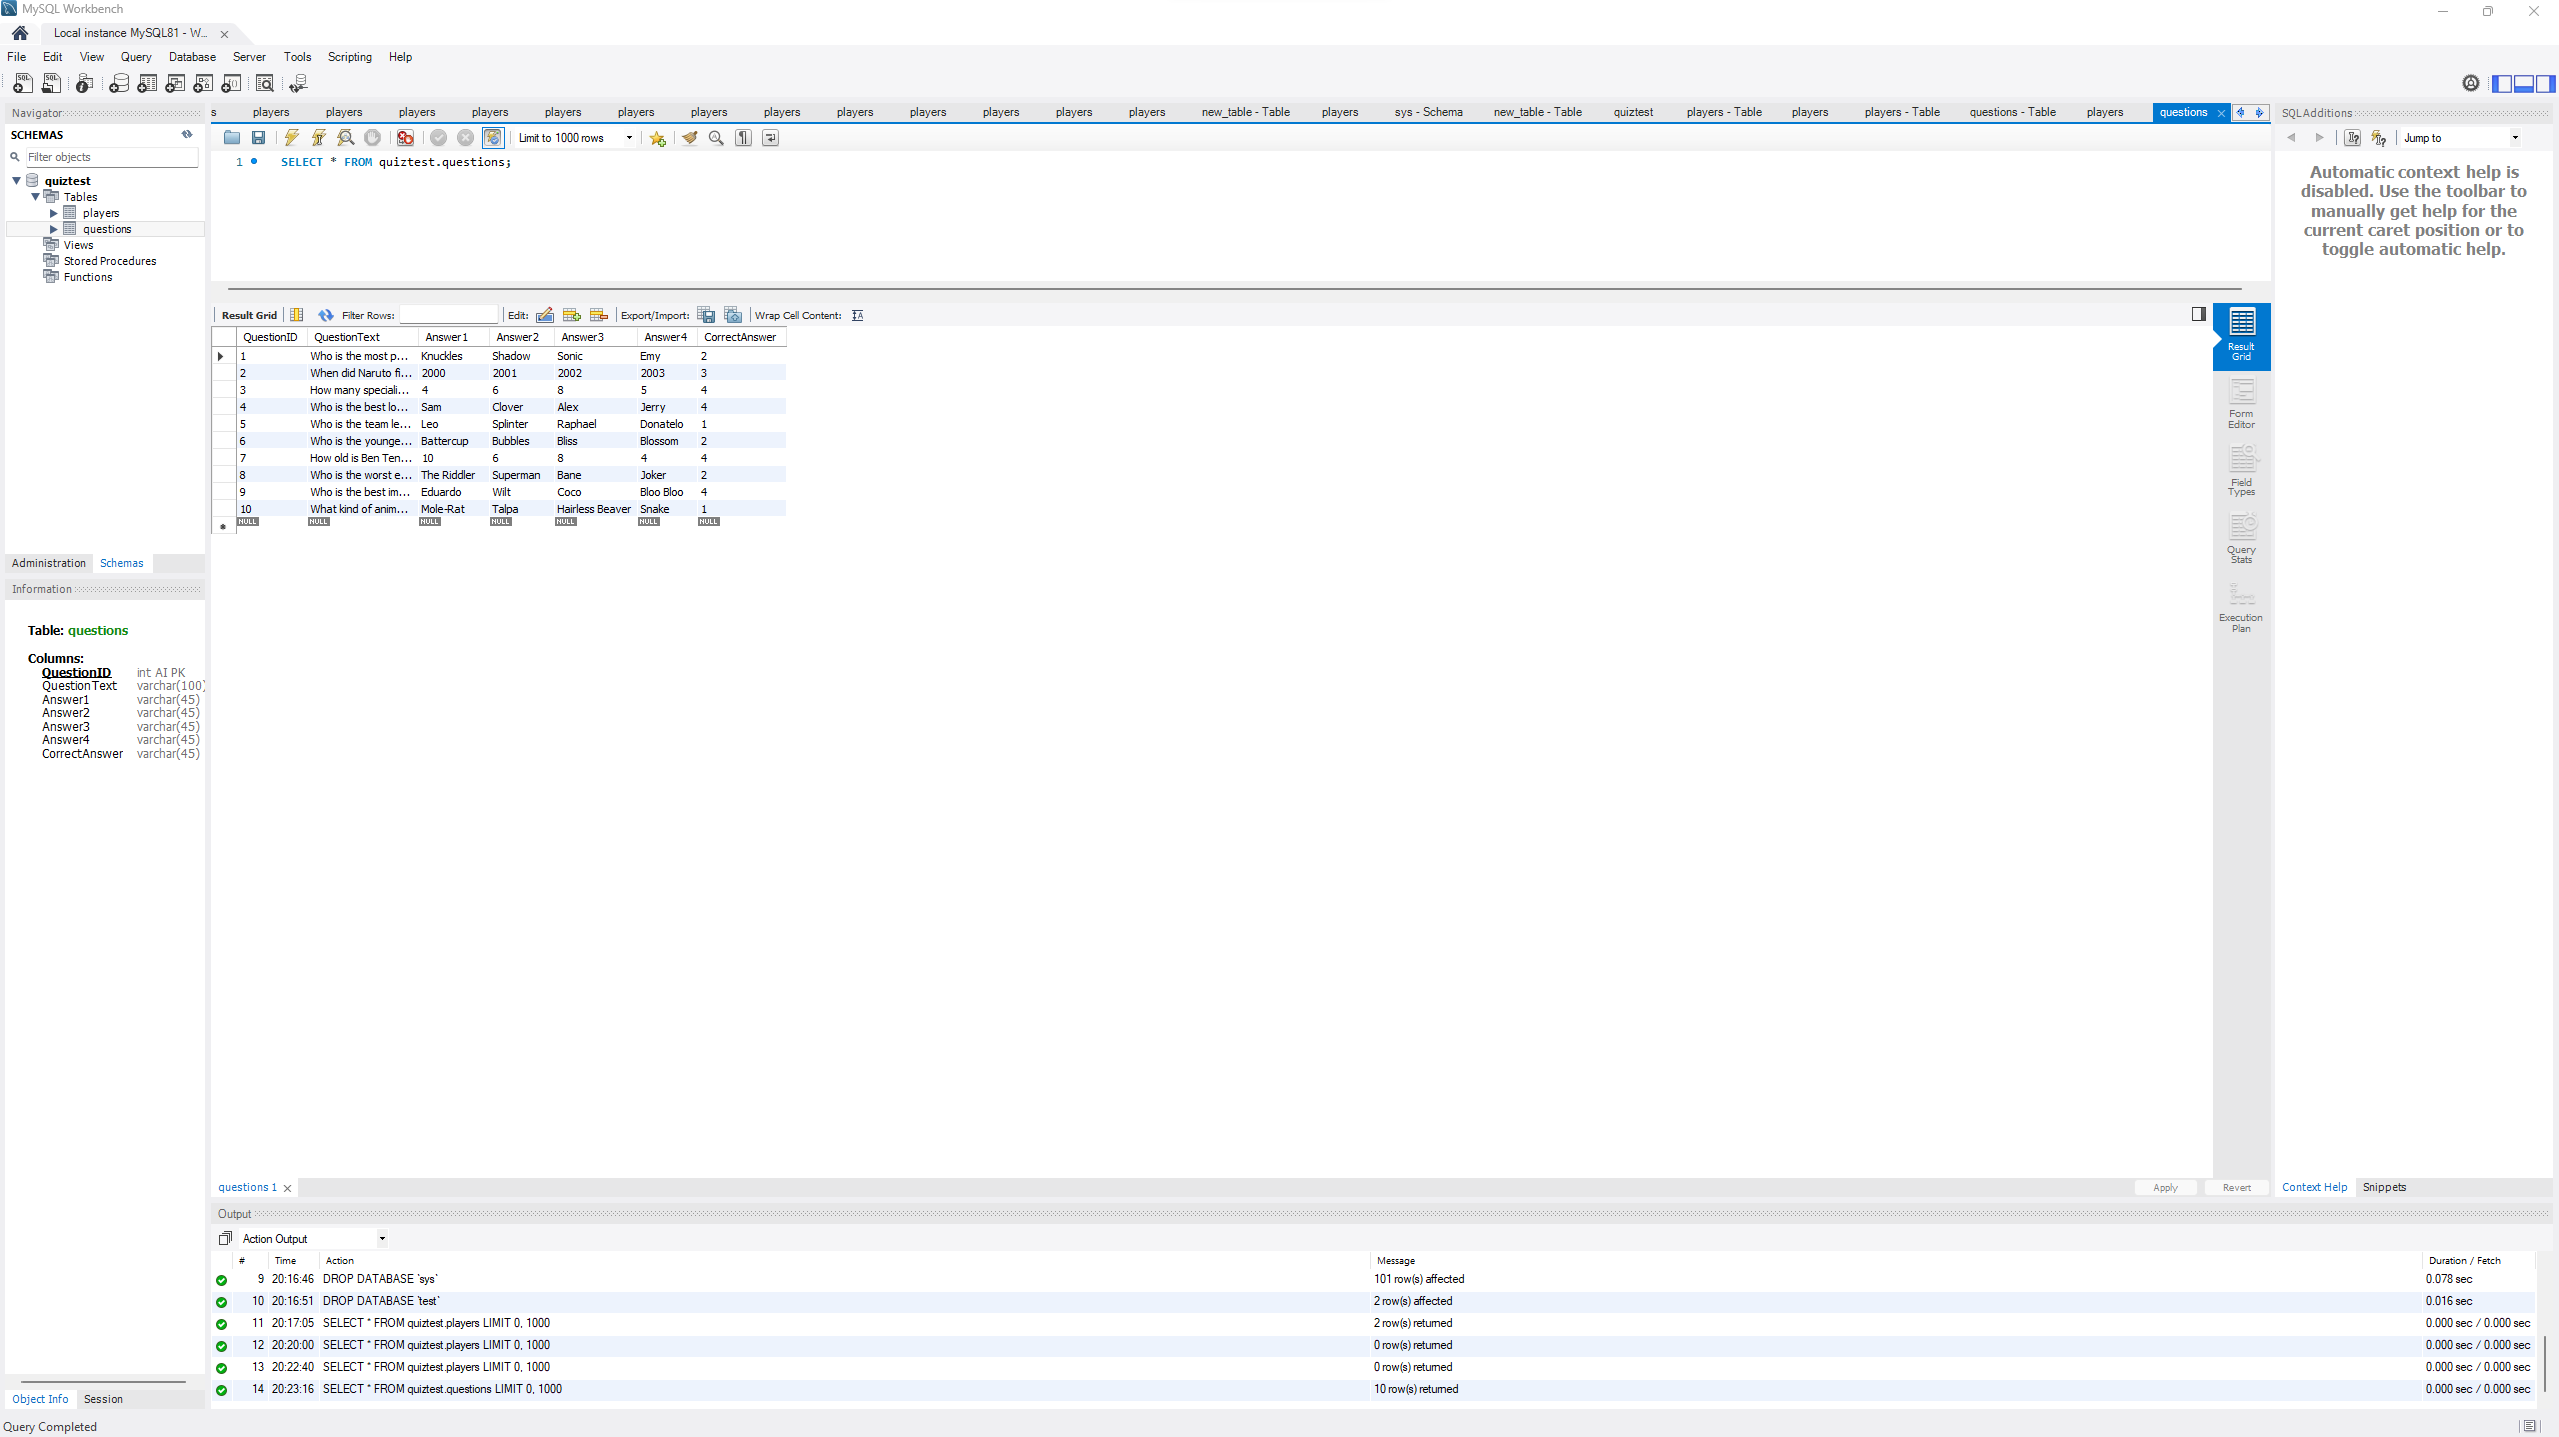 MySQL Workbench
Local instance MySQL81 - W...
File Edit View Query Database Server Tools Scripting Help
Navigator
SCHEMAS
Filter objects
quiztest
Tables
players
questions
Views
Stored Procedures
Functions
Administration Schemas
Information
Table: questions
Columns:
QuestionID int AI PK
QuestionText varchar(100)
Answer1 varchar(45)
Answer2 varchar(45)
Answer3 varchar(45)
Answer4 varchar(45)
CorrectAnswer varchar(45)
Object Info Session
Query Completed
s players players players players players players players players players players players players players new_table - Table players sys - Schema new_table - Table quiztest players - Table players players - Table questions - Table players questions
Limit to 1000 rows
1 SELECT * FROM quiztest.questions;
Result Grid Filter Rows: Edit: Export/Import: Wrap Cell Content:
QuestionID QuestionText Answer1 Answer2 Answer3 Answer4 CorrectAnswer
1 Who is the most p... Knuckles Shadow Sonic Emy 2
2 When did Naruto fi... 2000 2001 2002 2003 3
3 How many speciali... 4 6 8 5 4
4 Who is the best lo... Sam Clover Alex Jerry 4
5 Who is the team le... Leo Splinter Raphael Donatelo 1
6 Who is the younge... Battercup Bubbles Bliss Blossom 2
7 How old is Ben Ten... 10 6 8 4 4
8 Who is the worst e... The Riddler Superman Bane Joker 2
9 Who is the best im... Eduardo Wilt Coco Bloo Bloo 4
10 What kind of anim... Mole-Rat Talpa Hairless Beaver Snake 1
NULL NULL NULL NULL NULL NULL NULL
Result
Grid
Form
Editor
Field
Types
Query
Stats
Execution
Plan
questions 1 Apply Revert
Output
Action Output
# Time Action Message Duration / Fetch
9 20:16:46 DROP DATABASE `sys` 101 row(s) affected 0.078 sec
10 20:16:51 DROP DATABASE `test` 2 row(s) affected 0.016 sec
11 20:17:05 SELECT * FROM quiztest.players LIMIT 0, 1000 2 row(s) returned 0.000 sec / 0.000 sec
12 20:20:00 SELECT * FROM quiztest.players LIMIT 0, 1000 0 row(s) returned 0.000 sec / 0.000 sec
13 20:22:40 SELECT * FROM quiztest.players LIMIT 0, 1000 0 row(s) returned 0.000 sec / 0.000 sec
14 20:23:16 SELECT * FROM quiztest.questions LIMIT 0, 1000 10 row(s) returned 0.000 sec / 0.000 sec
SQLAdditions
Jump to
Automatic context help is
disabled. Use the toolbar to
manually get help for the
current caret position or to
toggle automatic help.
Context Help Snippets